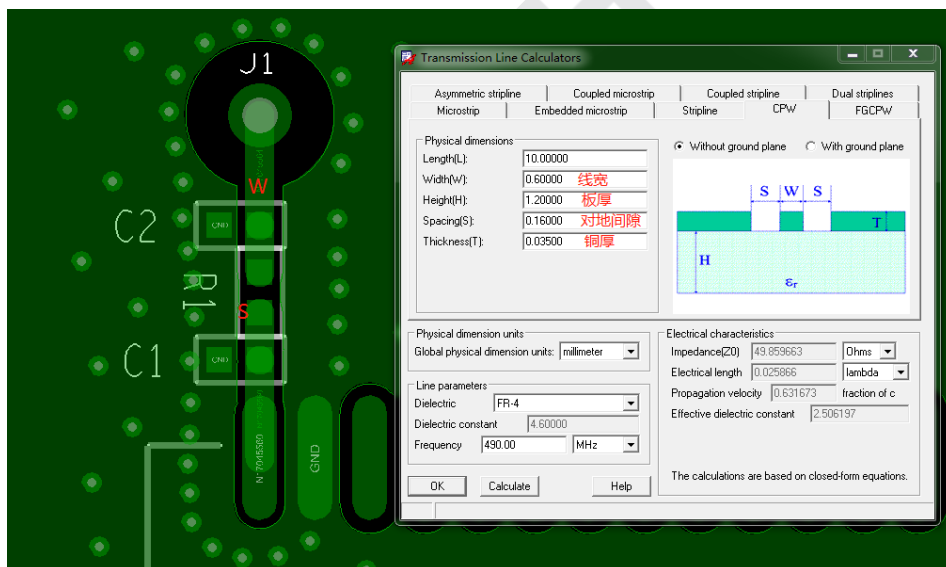 J1
W
C2
GND
R1
S
C1
GND
GND
Transmission Line Calculators
Asymmetric stripline
Coupled microstrip
Coupled stripline
Dual striplines
Microstrip
Embedded microstrip
Stripline
CPW
FGCPW
Physical dimensions
Length(L): 10.00000
Width(W): 0.60000 线宽
Height(H): 1.20000 板厚
Spacing(S): 0.16000 对地间隙
Thickness(T): 0.03500 铜厚
Without ground plane
With ground plane
S W S
T
H
εr
Physical dimension units
Global physical dimension units: millimeter
Line parameters
Dielectric FR-4
Dielectric constant 4.60000
Frequency 490.00 MHz
Electrical characteristics
Impedance(Z0) 49.859663 Ohms
Electrical length 0.025866 lambda
Propagation velocity 0.631673 fraction of c
Effective dielectric constant 2.506197
The calculations are based on closed-form equations.
OK
Calculate
Help